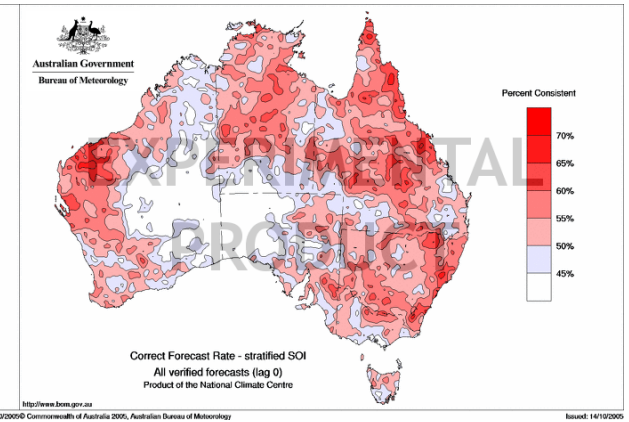 Australian Government
Bureau of Meteorology
Percent Consistent
70%
65%
60%
55%
50%
45%
EXPERIMENTAL
PRODUCT
Correct Forecast Rate - stratified SOI
All verified forecasts (lag 0)
Product of the National Climate Centre
http://www.bom.gov.au
/2005© Commonwealth of Australia 2005, Australian Bureau of Meteorology
Issued: 14/10/2005